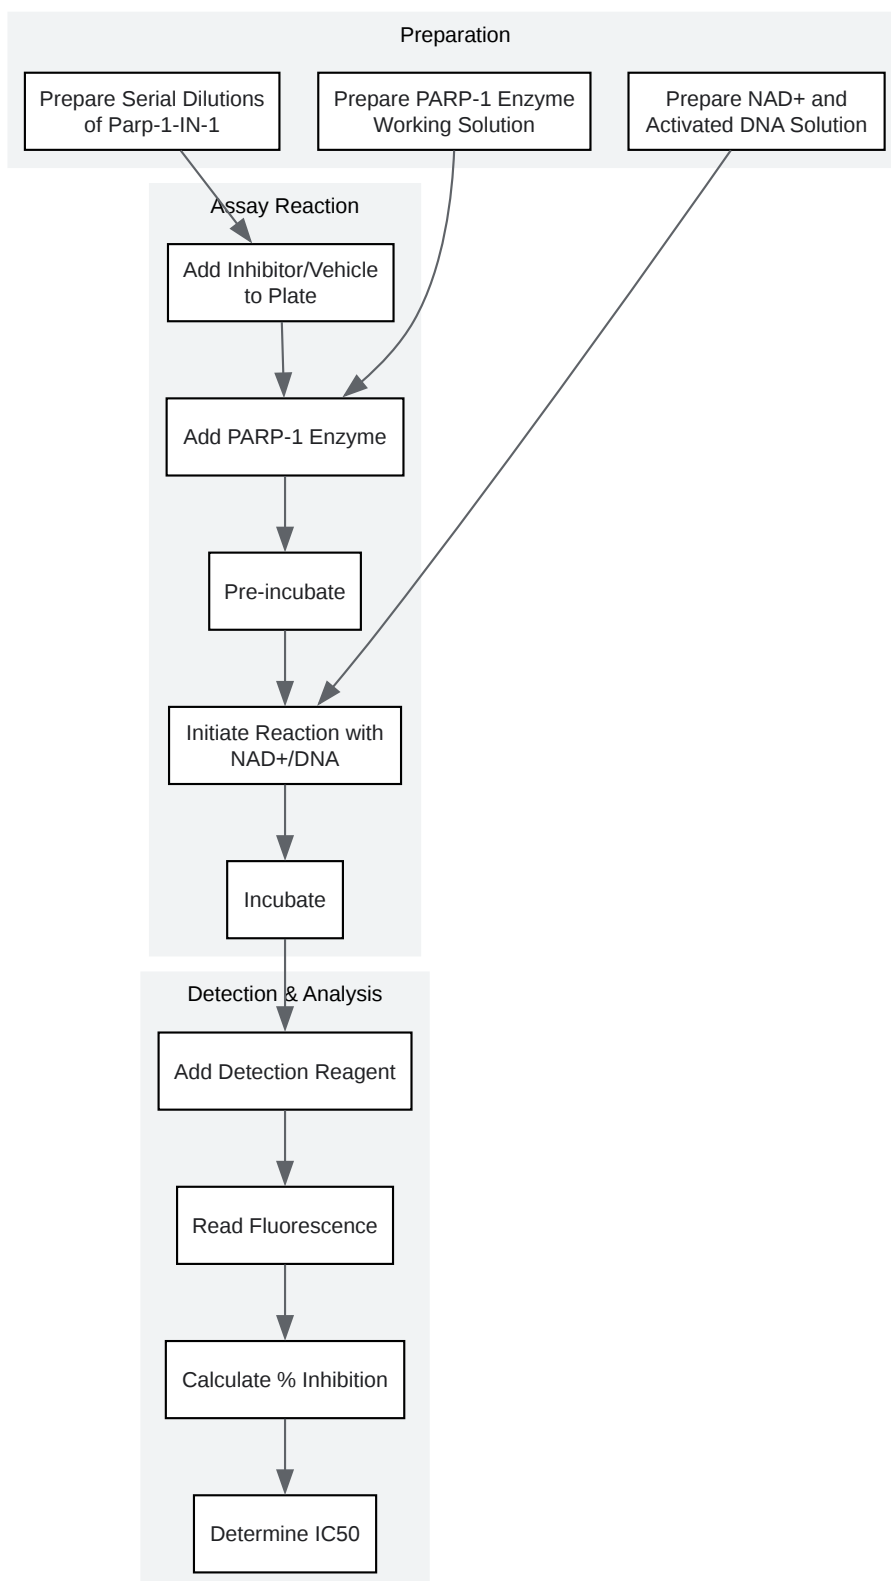 Preparation
Prepare Serial Dilutions
of Parp-1-IN-1
Prepare PARP-1 Enzyme
Working Solution
Prepare NAD+ and
Activated DNA Solution
Assay Reaction
Add Inhibitor/Vehicle
to Plate
Add PARP-1 Enzyme
Pre-incubate
Initiate Reaction with
NAD+/DNA
Incubate
Detection & Analysis
Add Detection Reagent
Read Fluorescence
Calculate % Inhibition
Determine IC50